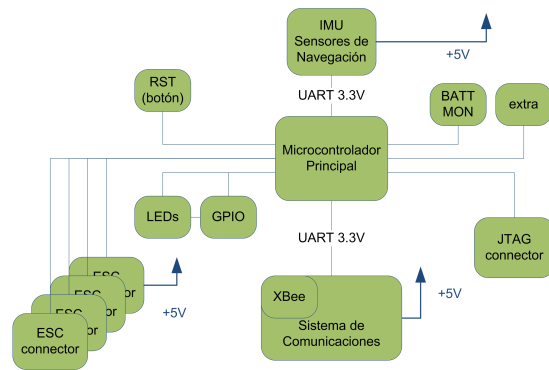 IMU
Sensores de
Navegación
+5V
UART 3.3V
RST
(botón)
BATT
MON
extra
Microcontrolador
Principal
LEDs
GPIO
UART 3.3V
JTAG
connector
ESC
ESC
ESC
ESC
connector
+5V
XBee
Sistema de
Comunicaciones
+5V